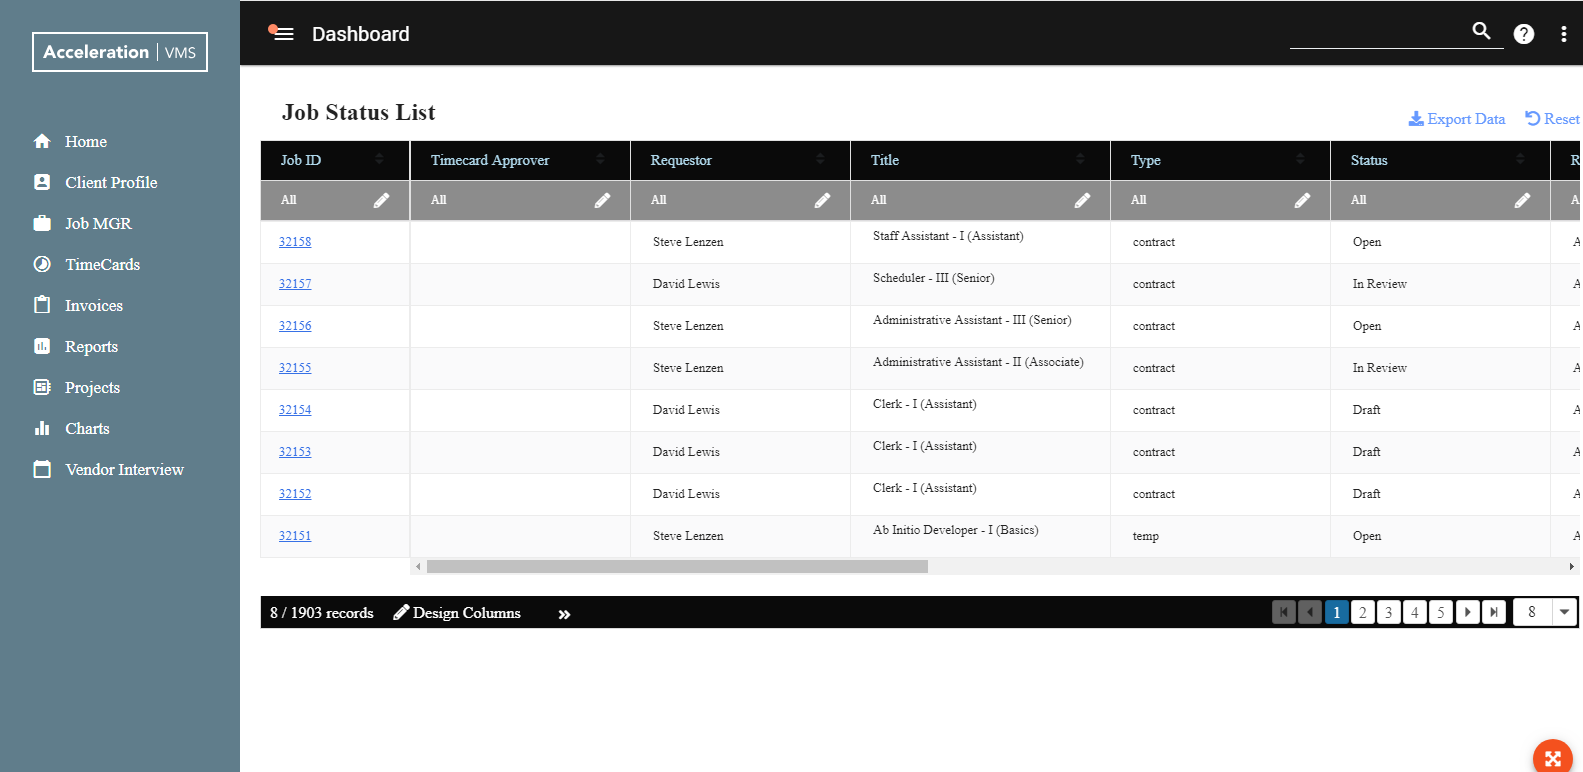 Acceleration | VMS
Dashboard
Home
Client Profile
Job MGR
TimeCards
Invoices
Reports
Projects
Charts
Vendor Interview
Job Status List
Export Data Reset
Job ID Timecard Approver Requestor Title Type Status R
All All All All All All A
32158 Steve Lenzen Staff Assistant - I (Assistant) contract Open A
32157 David Lewis Scheduler - III (Senior) contract In Review A
32156 Steve Lenzen Administrative Assistant - III (Senior) contract Open A
32155 Steve Lenzen Administrative Assistant - II (Associate) contract In Review A
32154 David Lewis Clerk - I (Assistant) contract Draft A
32153 David Lewis Clerk - I (Assistant) contract Draft A
32152 David Lewis Clerk - I (Assistant) contract Draft A
32151 Steve Lenzen Ab Initio Developer - I (Basics) temp Open A
8 / 1903 records Design Columns » 1 2 3 4 5 8